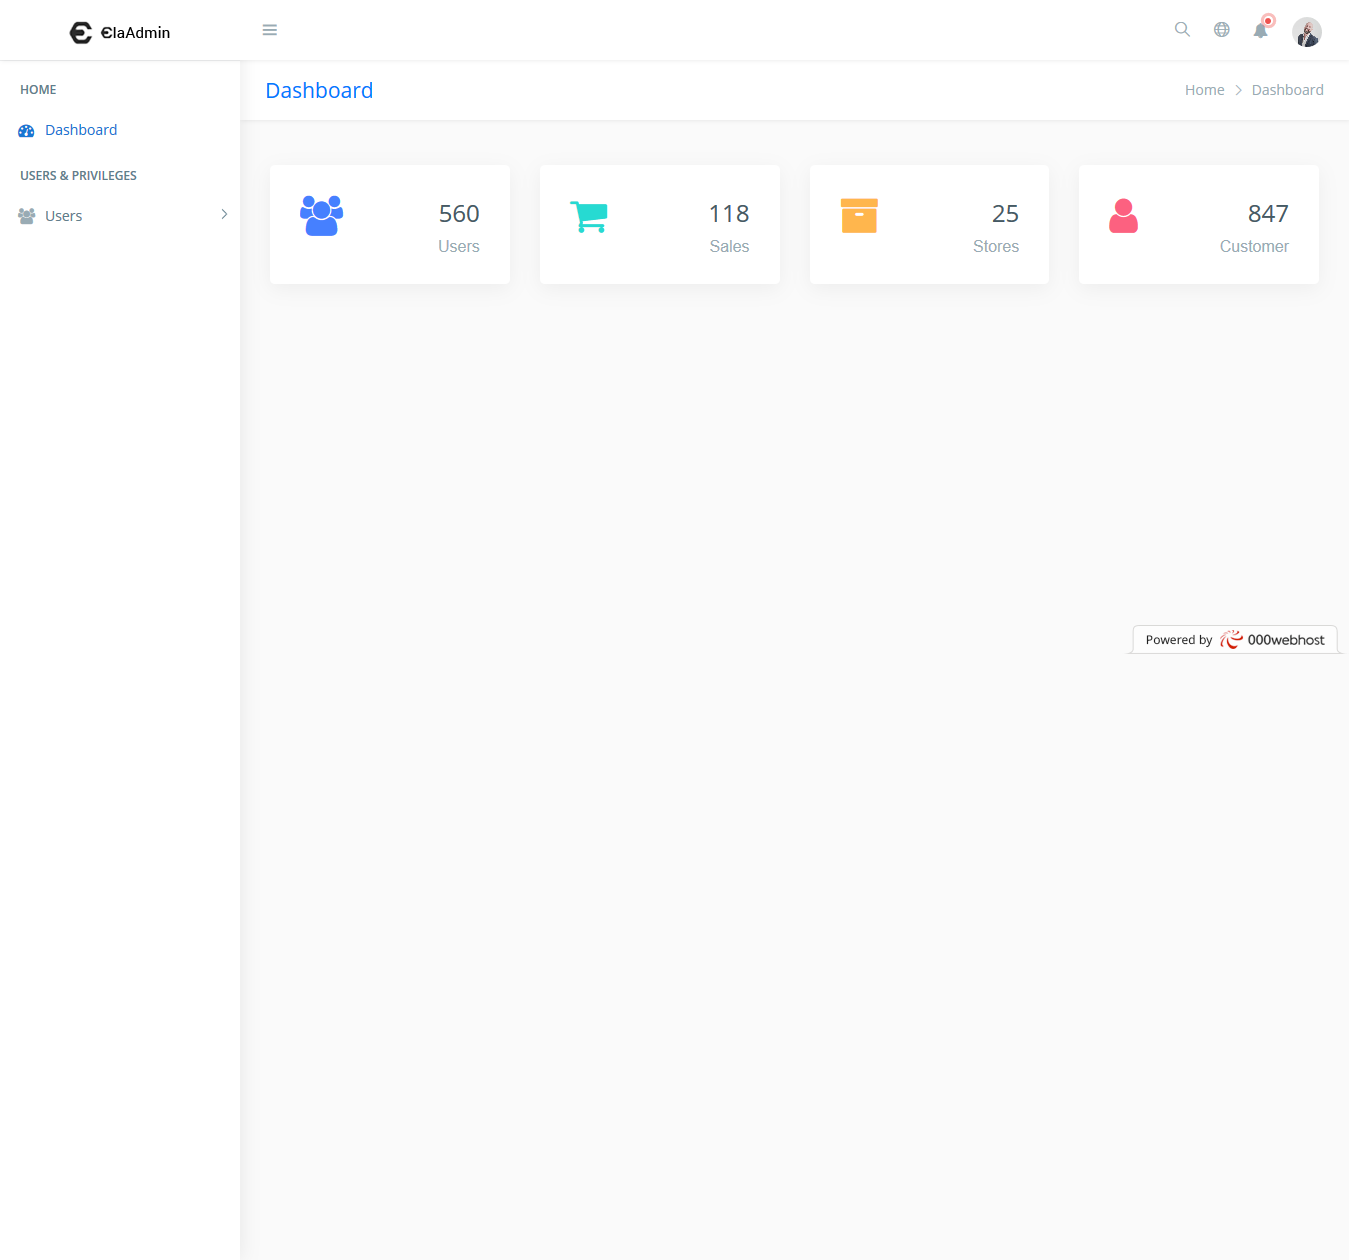 ЄlaAdmin
HOME
Dashboard
USERS & PRIVILEGES
Users
Dashboard
Home
Dashboard
560
Users
118
Sales
25
Stores
847
Customer
Powered by 000webhost